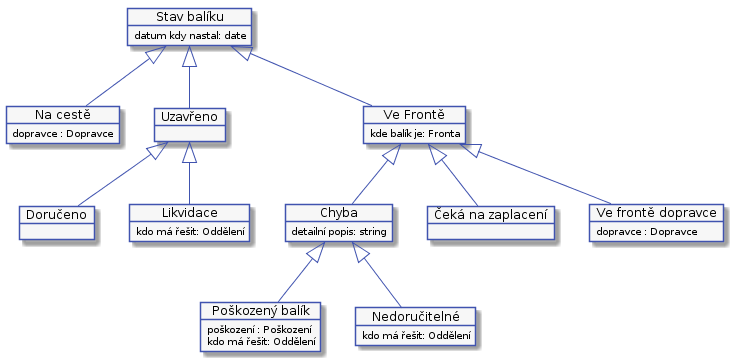 Stav balíku
datum kdy nastal: date
Na cestě
dopravce : Dopravce
Uzavřeno
Ve Frontě
kde balík je: Fronta
Doručeno
Likvidace
kdo má řešit: Oddělení
Chyba
detailní popis: string
Čeká na zaplacení
Ve frontě dopravce
dopravce : Dopravce
Poškozený balík
poškození : Poškození
kdo má řešit: Oddělení
Nedoručitelné
kdo má řešit: Oddělení